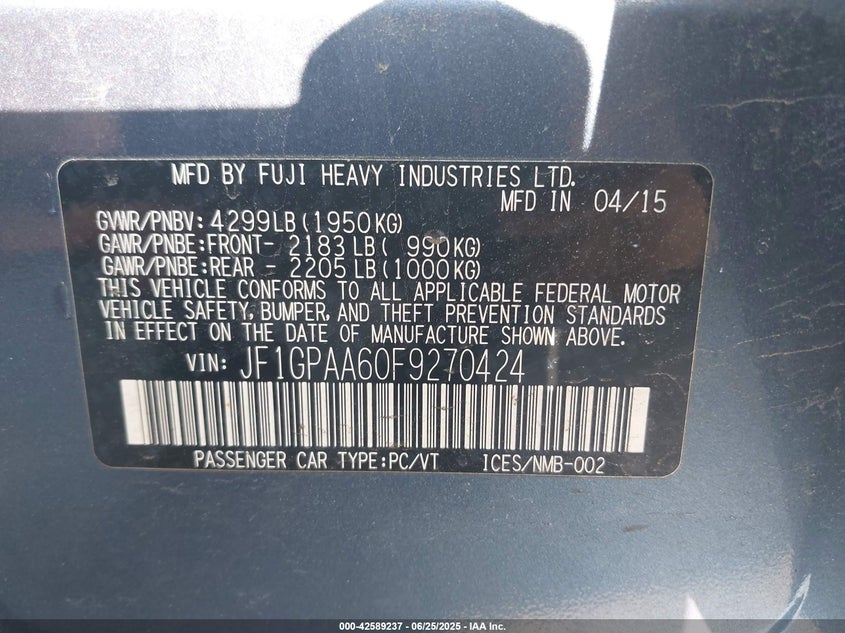 MFD BY FUJI HEAVY INDUSTRIES LTD.
MFD IN 04/15
GVWR/PNBV: 4299LB (1950KG)
GAWR/PNBE:FRONT- 2183 LB ( 990KG)
GAWR/PNBE:REAR - 2205 LB (1000KG)
THIS VEHICLE CONFORMS TO ALL APPLICABLE FEDERAL MOTOR
VEHICLE SAFETY, BUMPER, AND THEFT PREVENTION STANDARDS
IN EFFECT ON THE DATE OF MANUFACTURE SHOWN ABOVE.
VIN: JF1GPAA60F9270424
PASSENGER CAR TYPE:PC/VT ICES/NMB-002
000-42589237 - 06/25/2025 - IAA Inc.